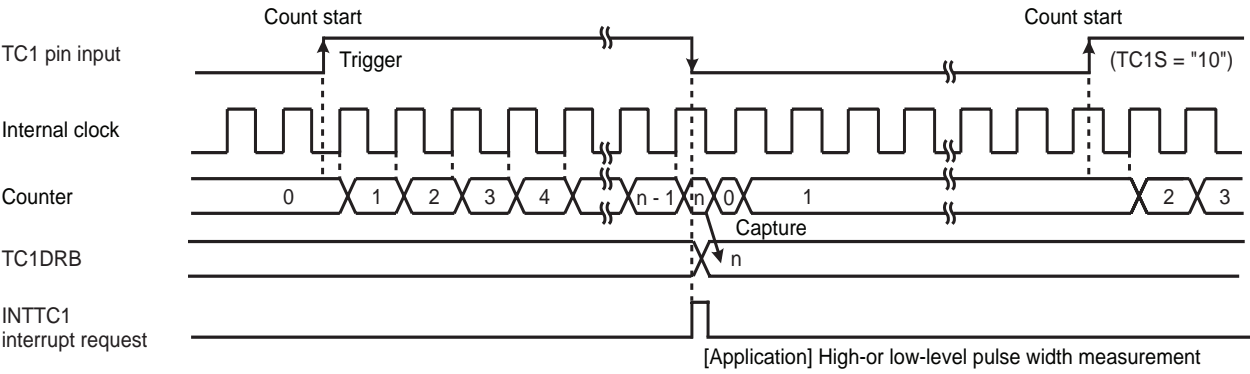 Count start
Count start
TC1 pin input
Trigger
(TC1S = "10")
Internal clock
Counter
0
1
2
3
4
n - 1
n
0
1
2
3
Capture
TC1DRB
n
INTTC1
interrupt request
[Application] High-or low-level pulse width measurement